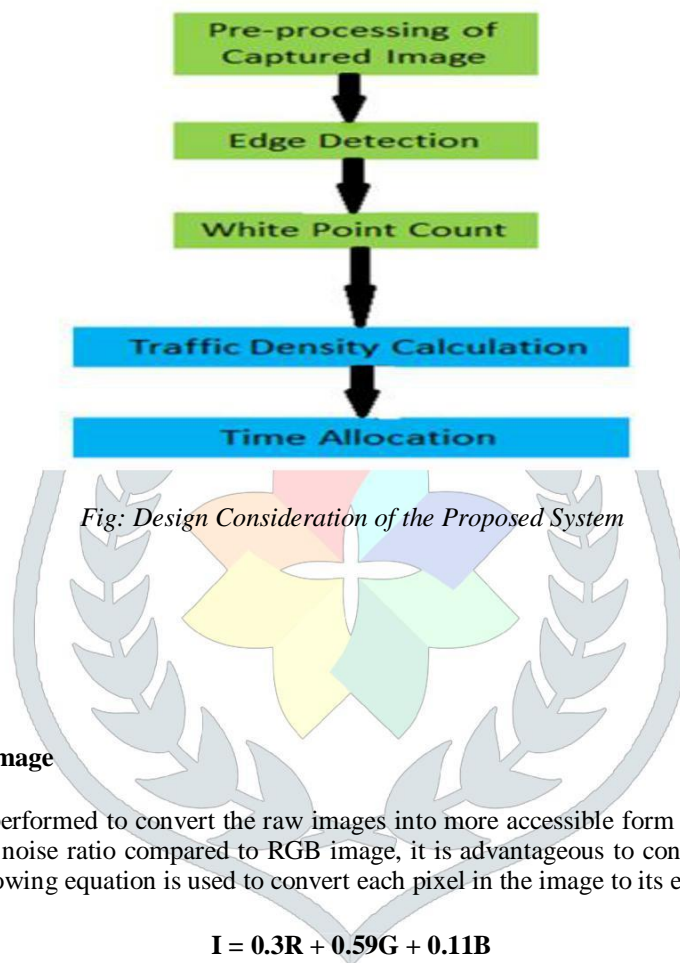 Pre-processing of
Captured Image
Edge Detection
White Point Count
Traffic Density Calculation
Time Allocation
Fig: Design Consideration of the Proposed System
mage
performed to convert the raw images into more accessible form
noise ratio compared to RGB image, it is advantageous to con
owing equation is used to convert each pixel in the image to its e
I = 0.3R + 0.59G + 0.11B